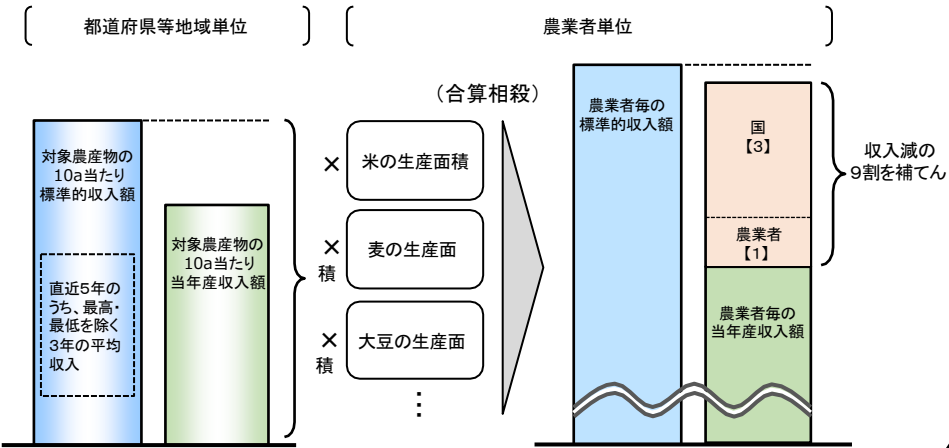 都道府県等地域単位
農業者単位
対象農産物の
10a当たり
標準的収入額
直近5年の
うち、最高・
最低を除く
3年の平均
収入
対象農産物の
10a当たり
当年産収入額
（合算相殺）
×
米の生産面積
×
積
麦の生産面
×
積
大豆の生産面
⋮
農業者毎の
標準的収入額
国
【3】
農業者
【1】
農業者毎の
当年産収入額
収入減の
９割を補てん